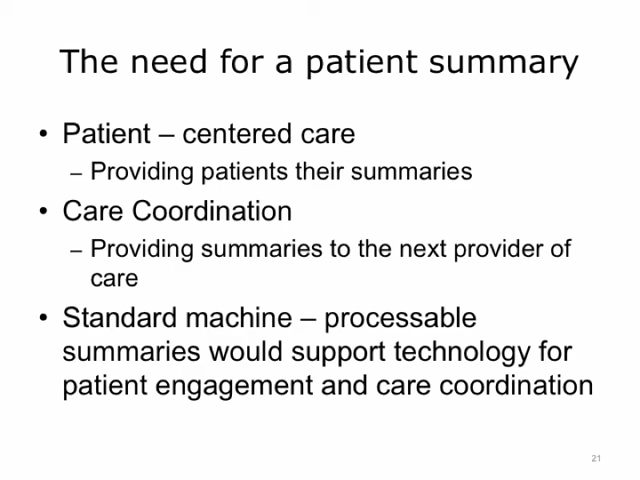 The need for a patient summary
• Patient – centered care
– Providing patients their summaries
• Care Coordination
– Providing summaries to the next provider of
care
• Standard machine – processable
summaries would support technology for
patient engagement and care coordination
21